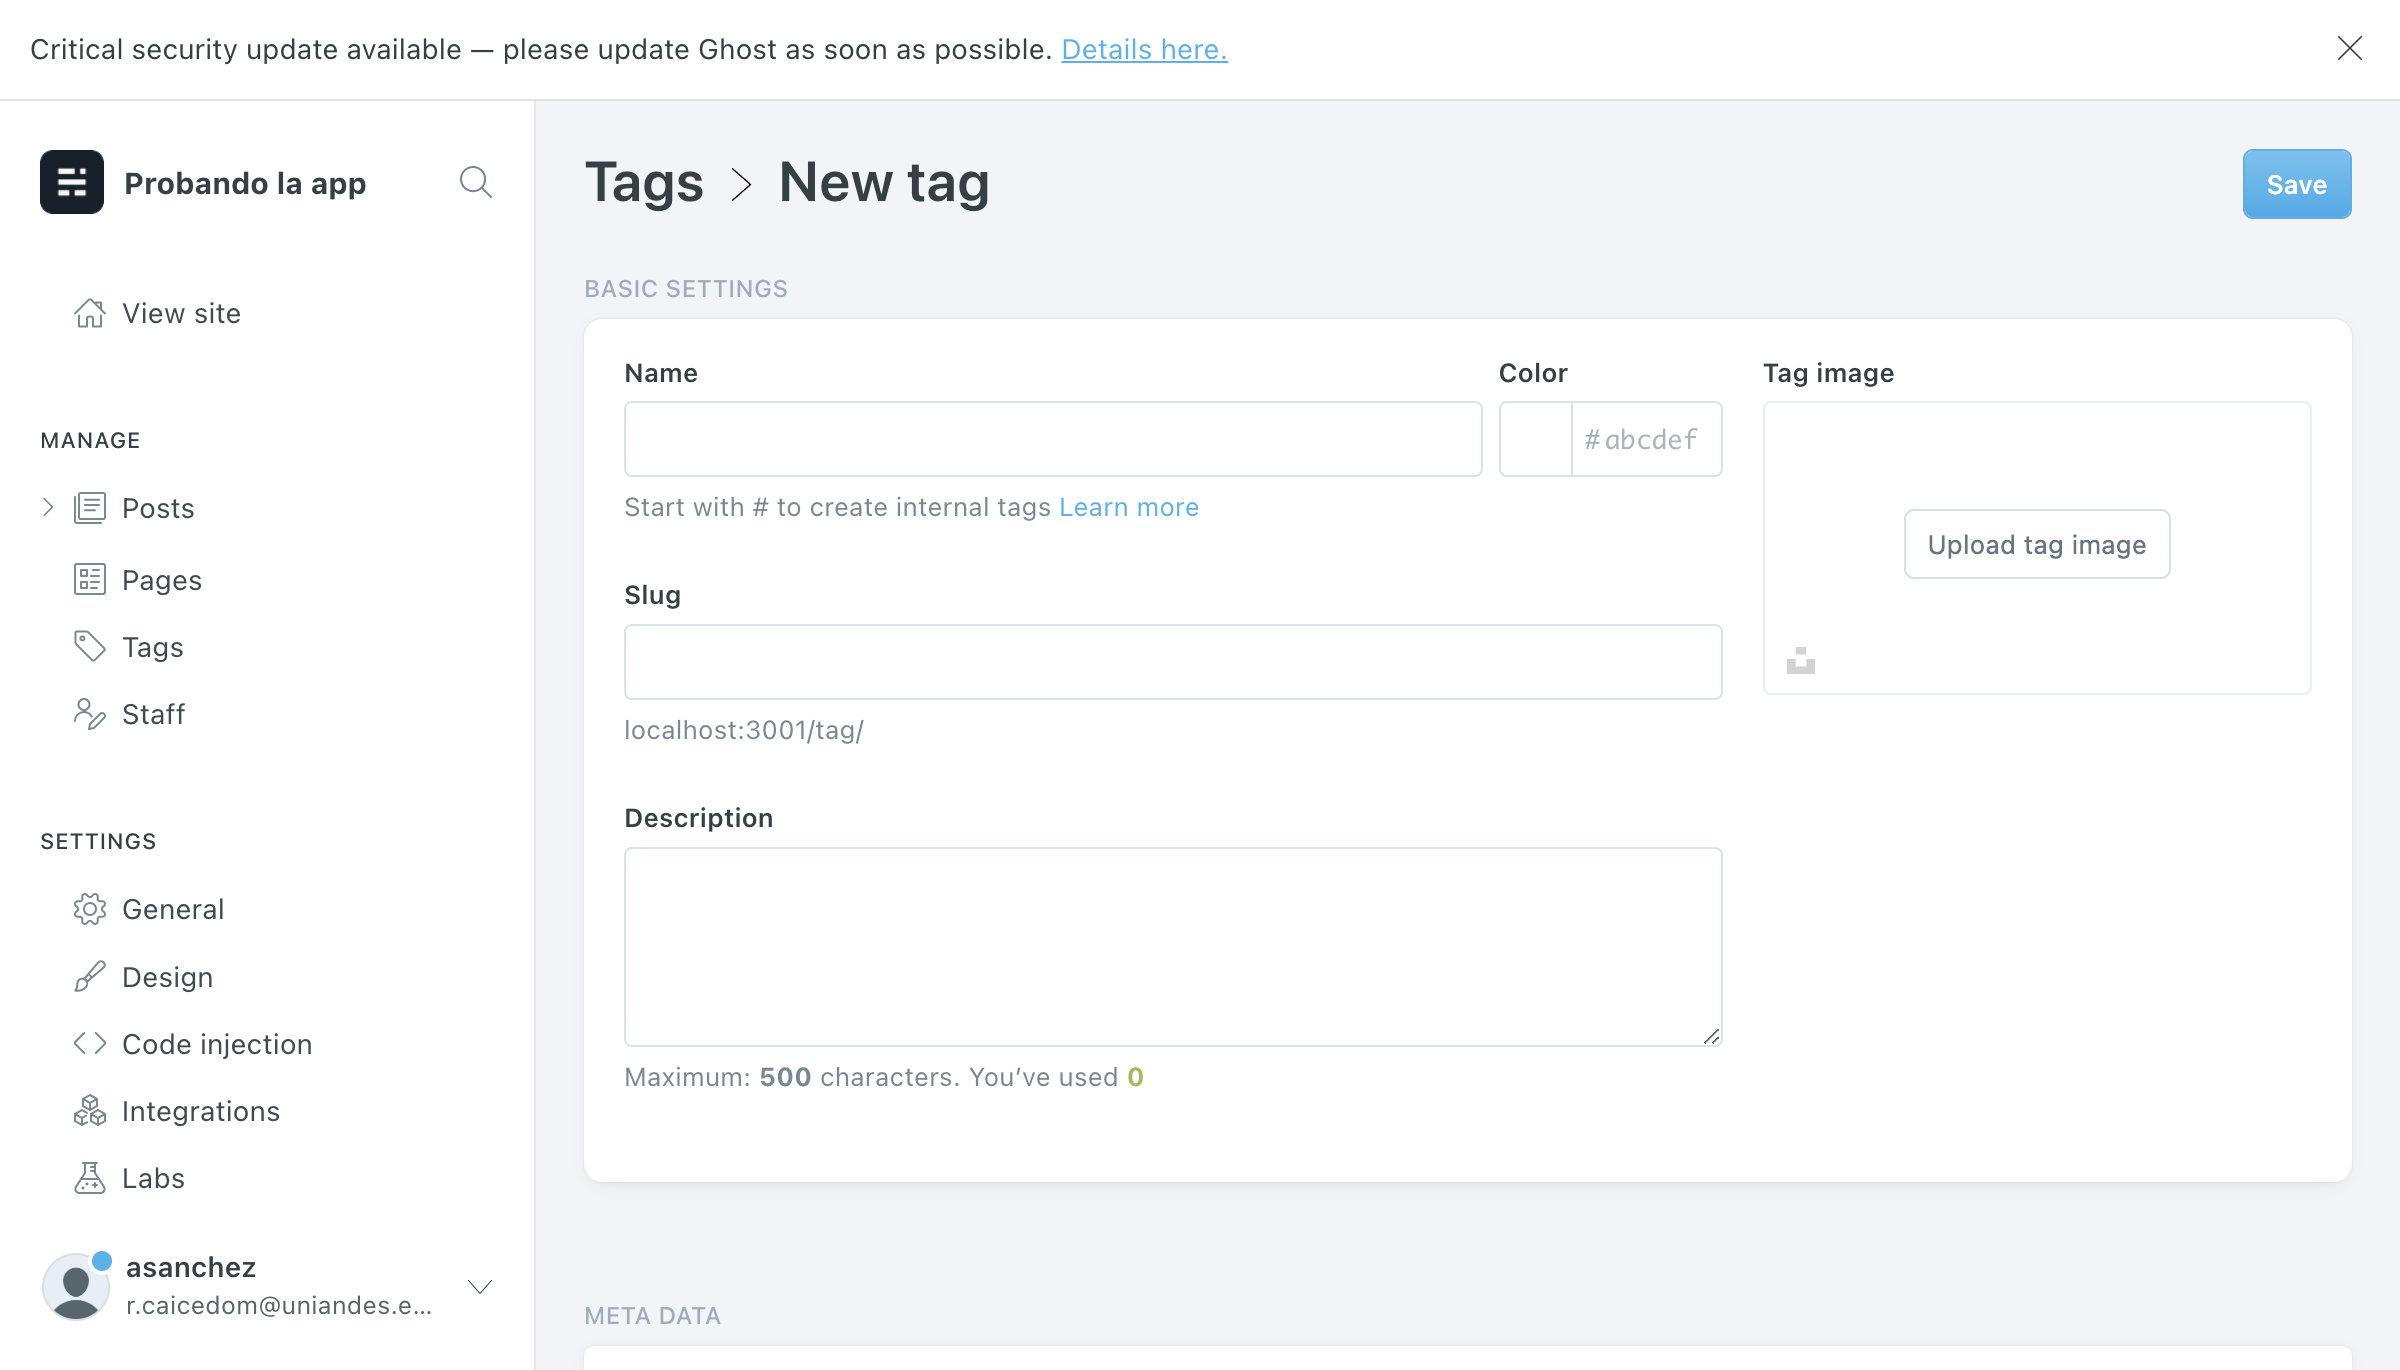 Critical security update available — please update Ghost as soon as possible. Details here.
Probando la app
View site
MANAGE
Posts
Pages
Tags
Staff
SETTINGS
General
Design
Code injection
Integrations
Labs
asanchez
r.caicedom@uniandes.e...
Tags > New tag
Save
BASIC SETTINGS
Name
Start with # to create internal tags Learn more
Color
#abcdef
Slug
localhost:3001/tag/
Description
Maximum: 500 characters. You’ve used 0
Tag image
Upload tag image
META DATA